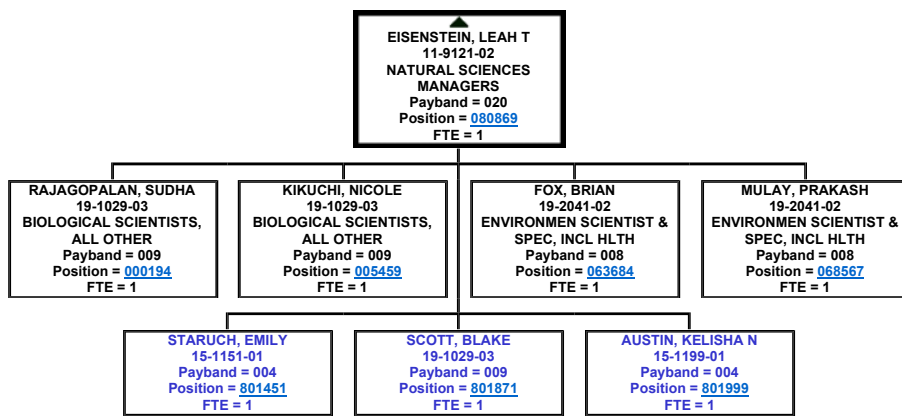 EISENSTEIN, LEAH T
11-9121-02
NATURAL SCIENCES
MANAGERS
Payband = 020
Position = 080869
FTE = 1
RAJAGOPALAN, SUDHA
19-1029-03
BIOLOGICAL SCIENTISTS,
ALL OTHER
Payband = 009
Position = 000194
FTE = 1
KIKUCHI, NICOLE
19-1029-03
BIOLOGICAL SCIENTISTS,
ALL OTHER
Payband = 009
Position = 005459
FTE = 1
FOX, BRIAN
19-2041-02
ENVIRONMEN SCIENTIST &
SPEC, INCL HLTH
Payband = 008
Position = 063684
FTE = 1
MULAY, PRAKASH
19-2041-02
ENVIRONMEN SCIENTIST &
SPEC, INCL HLTH
Payband = 008
Position = 068567
FTE = 1
STARUCH, EMILY
15-1151-01
Payband = 004
Position = 801451
FTE = 1
SCOTT, BLAKE
19-1029-03
Payband = 009
Position = 801871
FTE = 1
AUSTIN, KELISHA N
15-1199-01
Payband = 004
Position = 801999
FTE = 1